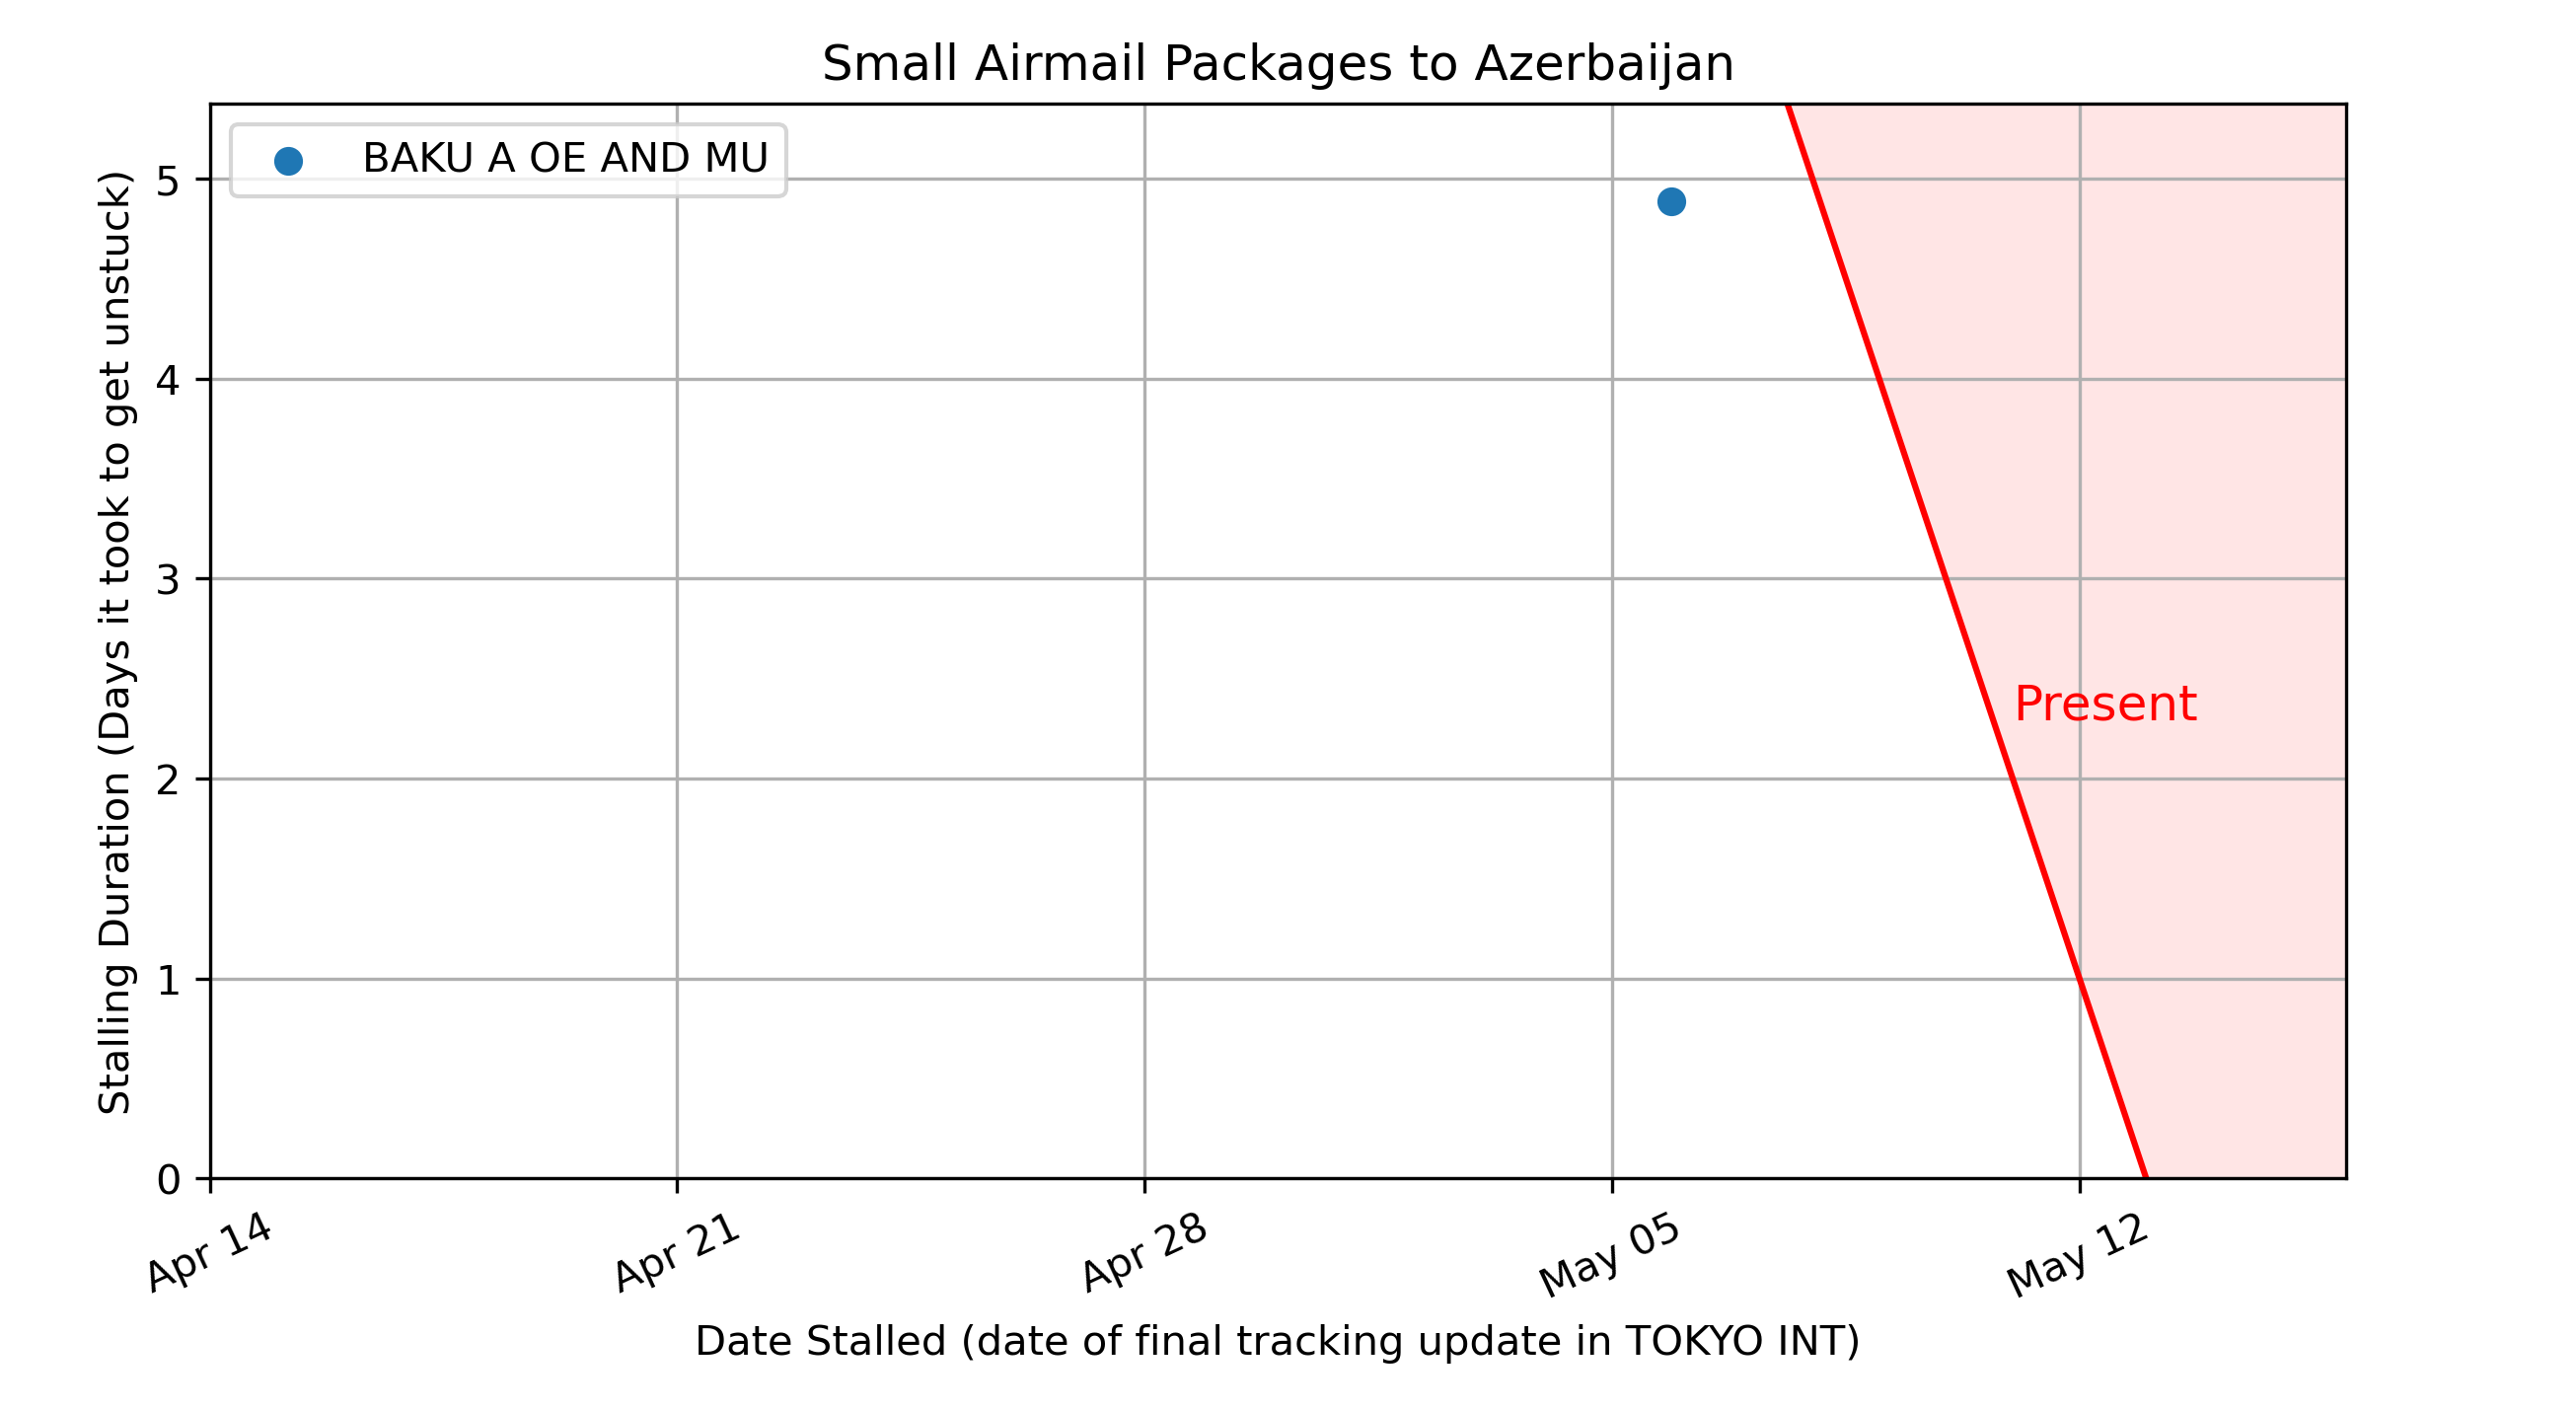 Small Airmail Packages to Azerbaijan
BAKU A OE AND MU
Stalling Duration (Days it took to get unstuck)
5
4
3
2
1
0
Present
Apr 14
Apr 21
Apr 28
May 05
May 12
Date Stalled (date of final tracking update in TOKYO INT)